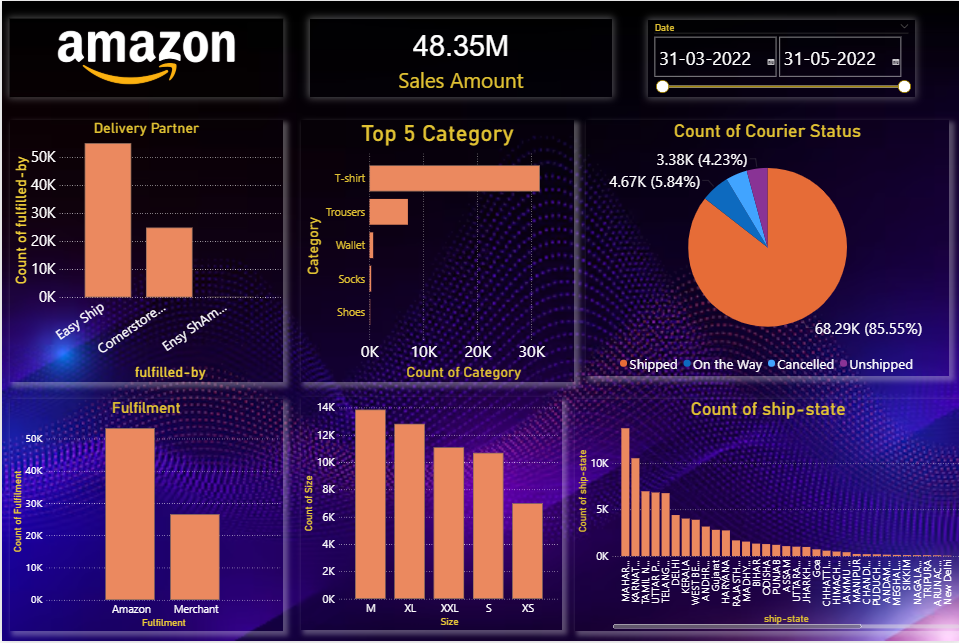 amazon
48.35M
Sales Amount
Date
31-03-2022
31-05-2022
Delivery Partner
Count of fulfilled-by
50K
40K
30K
20K
10K
0K
Easy Ship
Cornerstore...
Ensy ShAm...
fulfilled-by
Top 5 Category
Category
T-shirt
Trousers
Wallet
Socks
Shoes
0K
10K
20K
30K
Count of Category
Count of Courier Status
3.38K (4.23%)
4.67K (5.84%)
68.29K (85.55%)
Shipped
On the Way
Cancelled
Unshipped
Fulfilment
Count of Fulfilment
50K
40K
30K
20K
10K
0K
Amazon
Merchant
Fulfilment
Count of Size
14K
12K
10K
8K
6K
4K
2K
0K
M
XL
XXL
S
XS
Size
Count of ship-state
Count of ship-state
10K
5K
0K
MAHAR...
KARNAT...
TAMIL N...
UTTAR P...
TELANG...
DELHI
KERALA
WEST BE...
ANDHR...
Gujarat
HARYANA
RAJASTH...
MADHY...
BIHAR
ODISHA
PUNJAB
ASSAM
UTTARA...
JHARKH...
Goa
CHHATTI...
HIMACH...
JAMMU ...
MANIPUR
CHANDI...
PUDUCH...
ANDAM...
MEGHAL...
SIKKIM
NAGALA...
TRIPURA
ARUNAC...
New Delhi
ship-state